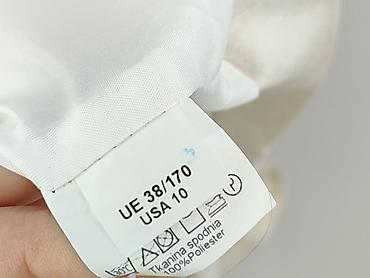 UE 38/170
USA 10
P
Tkanina spodnia
100% Poliester